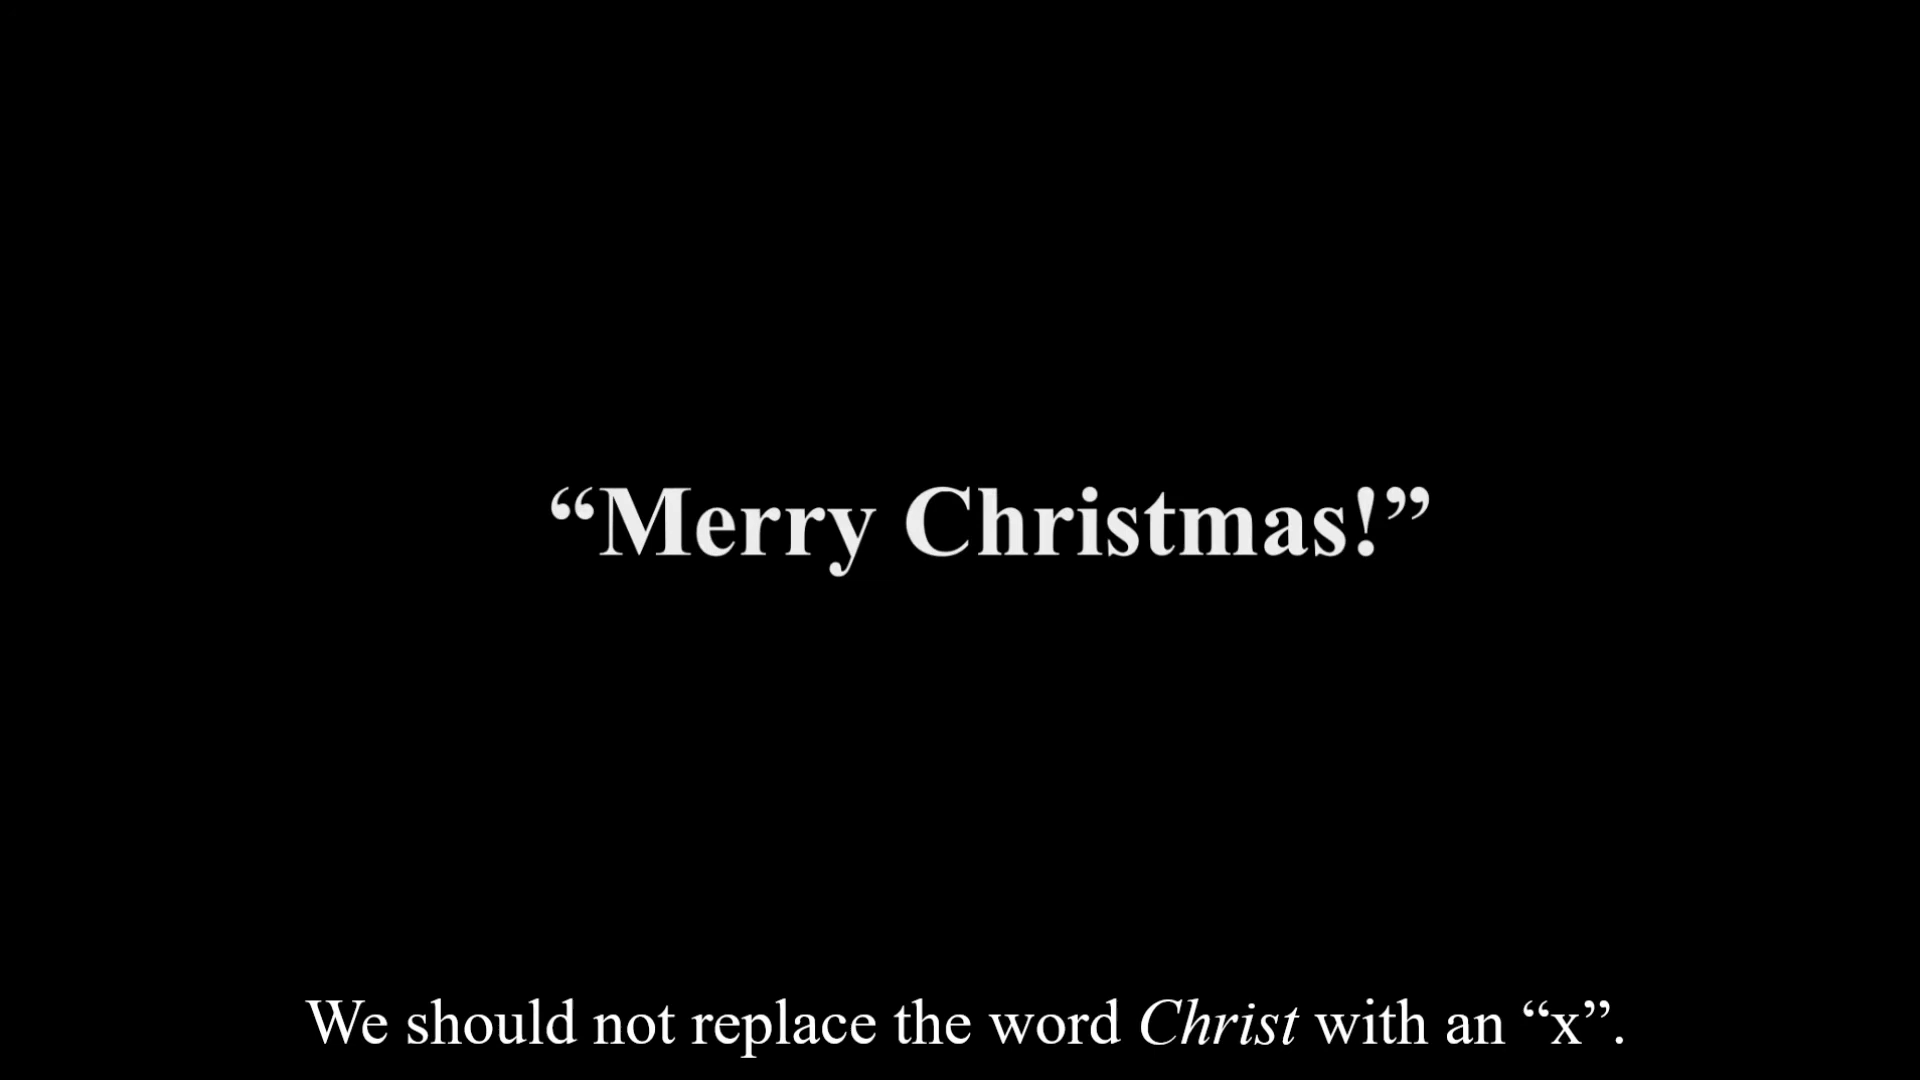 “Merry Christmas!”
We should not replace the word Christ with an “x”.